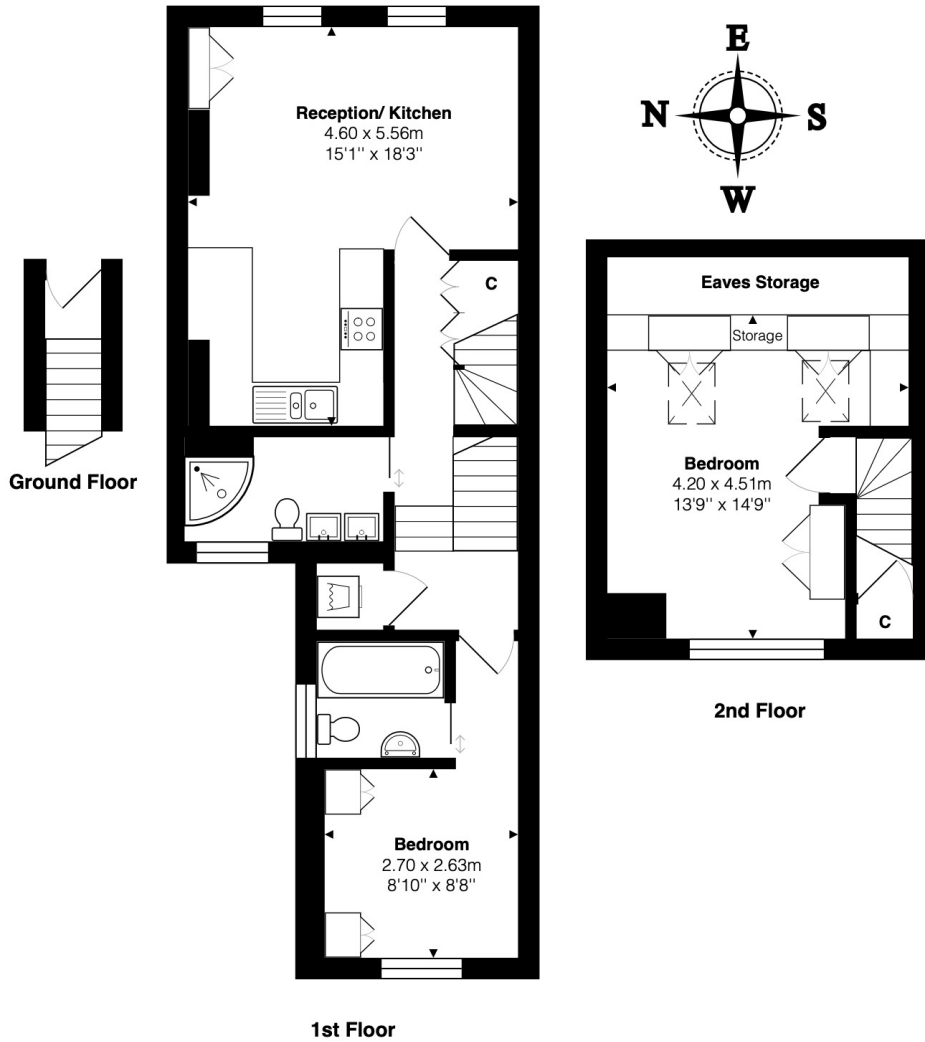 E
N
S
W
Reception/ Kitchen
4.60 x 5.56m
15'1'' x 18'3''
C
Ground Floor
Eaves Storage
Storage
Bedroom
4.20 x 4.51m
13'9'' x 14'9''
C
2nd Floor
Bedroom
2.70 x 2.63m
8'10'' x 8'8''
1st Floor